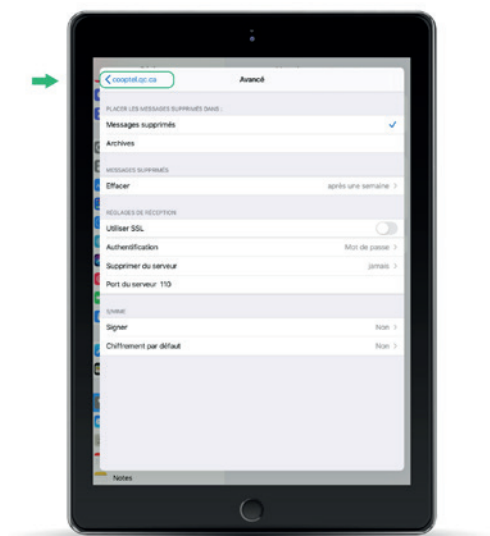 cooptel.qc.ca
Avancé
PLACER LES MESSAGES SUPPRIMÉS DANS :
Messages supprimés
Archives
MESSAGES SUPPRIMÉS
Effacer après une semaine
RÉGLAGES DE RÉCEPTION
Utiliser SSL
Authentification Mot de passe
Supprimer du serveur jamais
Port du serveur 110
S/MIME
Signer Non
Chiffrement par défaut Non
Notes